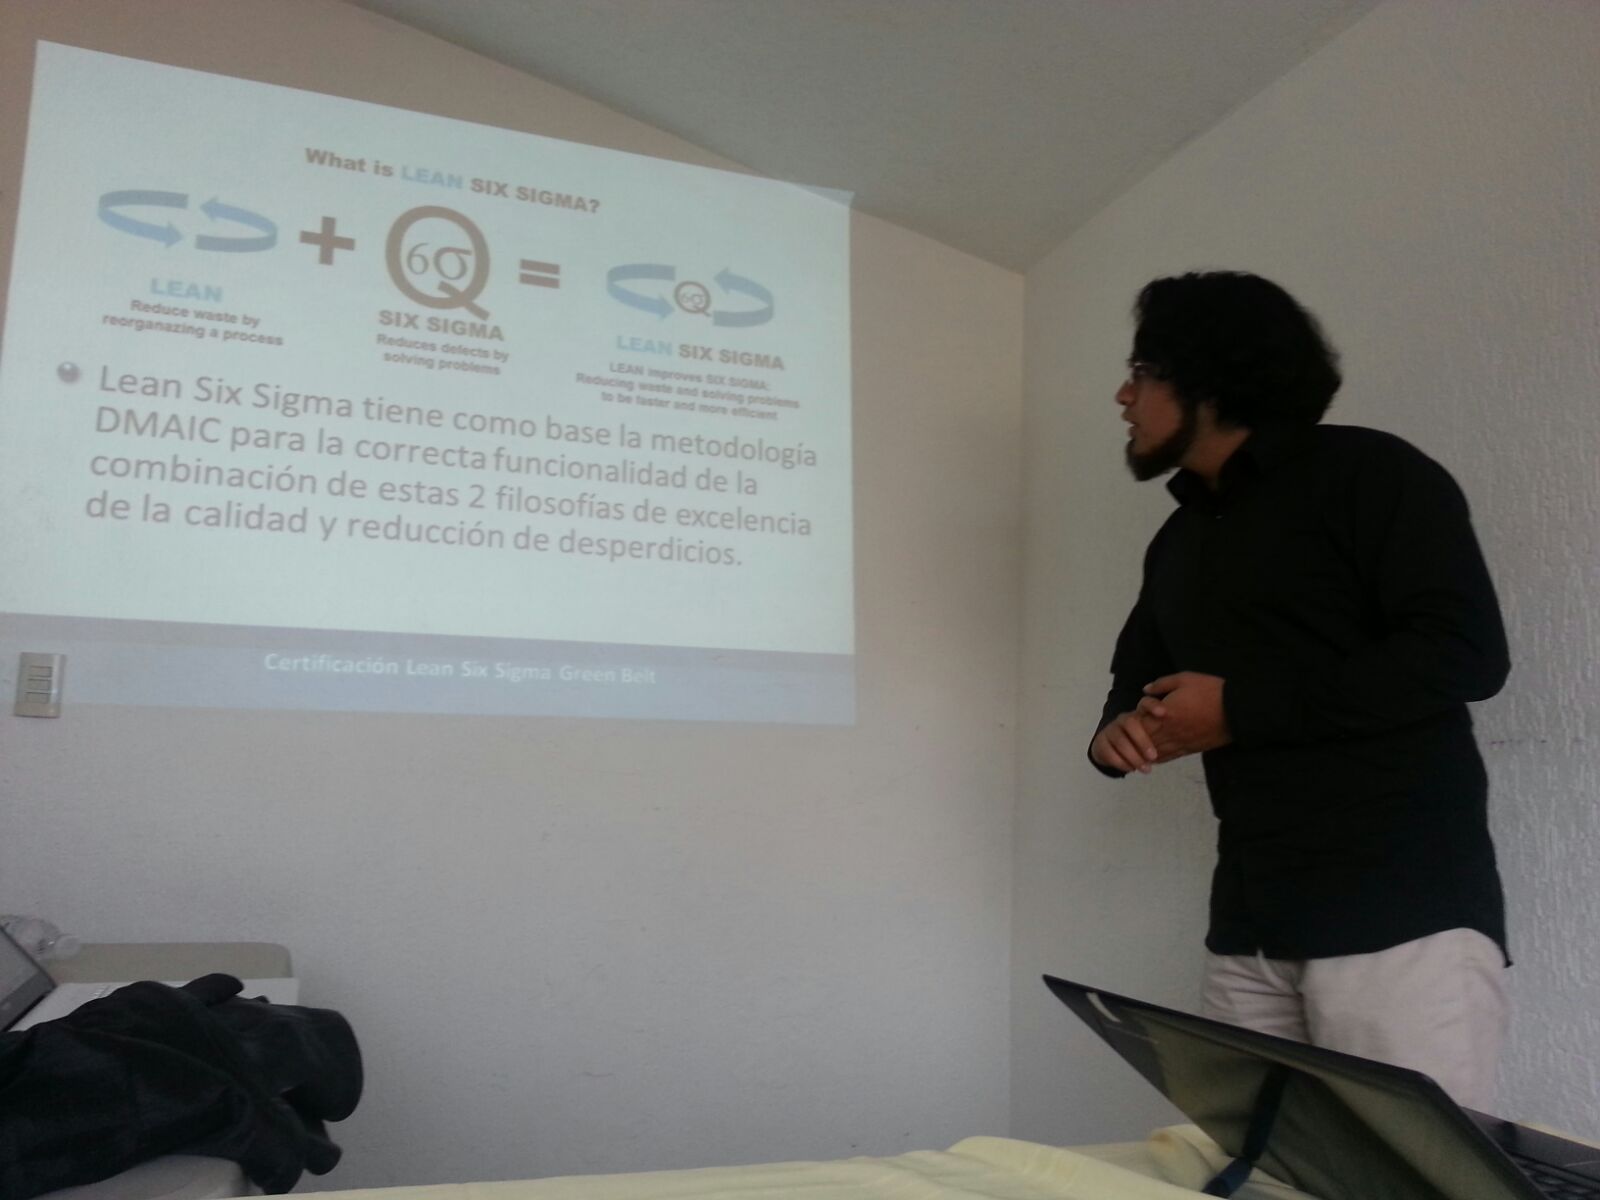 What is LEAN SIX SIGMA?
6σ
6σ
LEAN
Reduce waste by
reorganazing a process
SIX SIGMA
Reduces defects by
solving problems
LEAN SIX SIGMA
LEAN improves SIX SIGMA:
Reducing waste and solving problems
to be faster and more efficient
Lean Six Sigma tiene como base la metodología
DMAIC para la correcta funcionalidad de la
combinación de estas 2 filosofías de excelencia
de la calidad y reducción de desperdicios.
Certificación Lean Six Sigma Green Belt